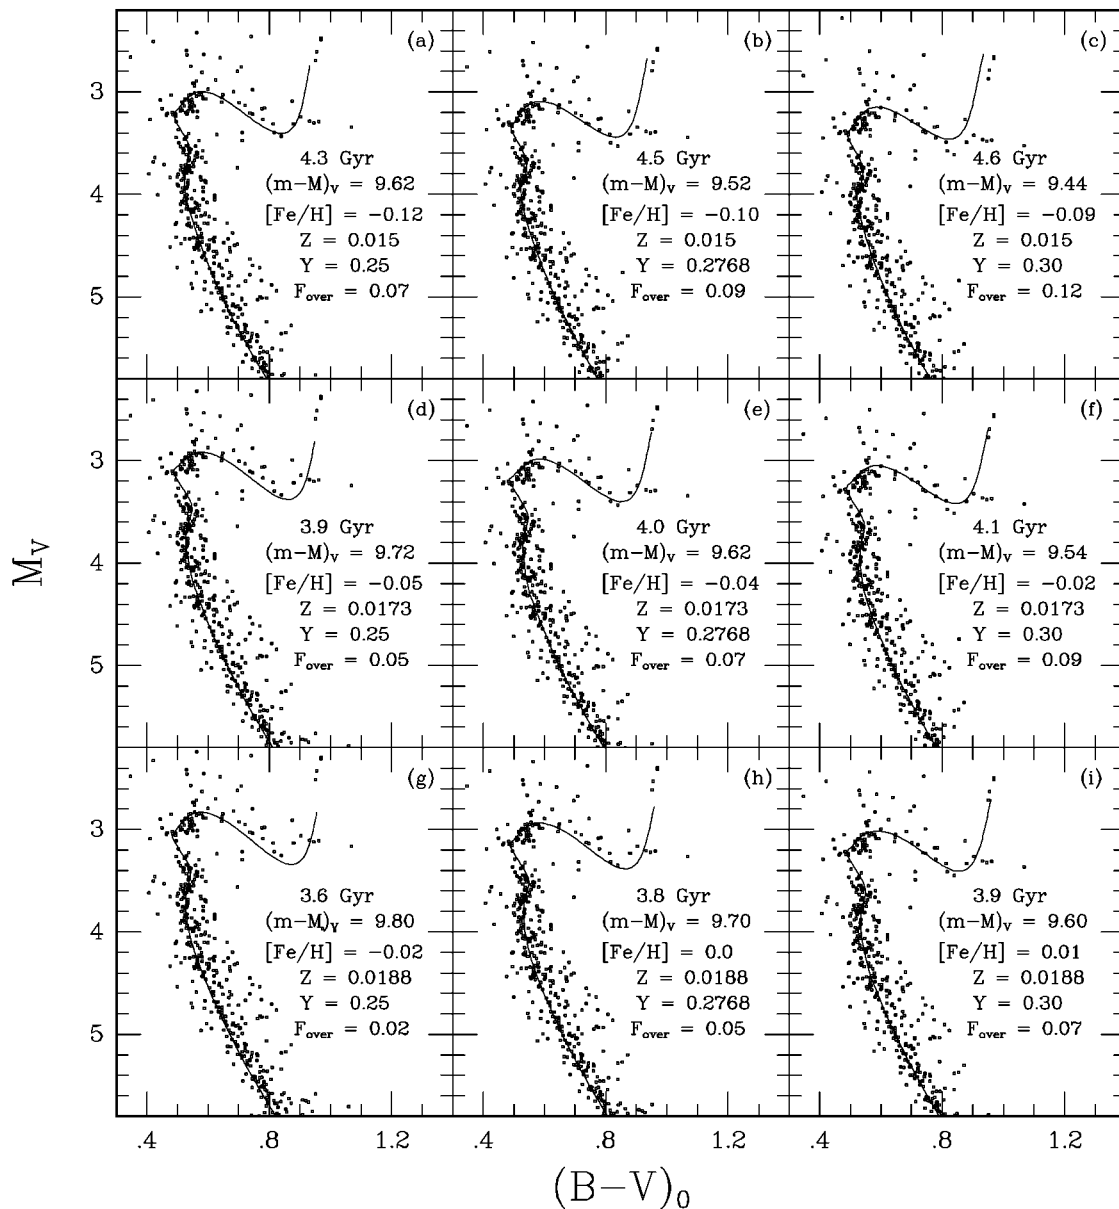 (a)
4.3 Gyr
(m−M)V = 9.62
[Fe/H] = −0.12
Z = 0.015
Y = 0.25
Fover = 0.07
(b)
4.5 Gyr
(m−M)V = 9.52
[Fe/H] = −0.10
Z = 0.015
Y = 0.2768
Fover = 0.09
(c)
4.6 Gyr
(m−M)V = 9.44
[Fe/H] = −0.09
Z = 0.015
Y = 0.30
Fover = 0.12
3
4
5
(d)
3.9 Gyr
(m−M)V = 9.72
[Fe/H] = −0.05
Z = 0.0173
Y = 0.25
Fover = 0.05
(e)
4.0 Gyr
(m−M)V = 9.62
[Fe/H] = −0.04
Z = 0.0173
Y = 0.2768
Fover = 0.07
(f)
4.1 Gyr
(m−M)V = 9.54
[Fe/H] = −0.02
Z = 0.0173
Y = 0.30
Fover = 0.09
3
4
5
MV
(g)
3.6 Gyr
(m−M)V = 9.80
[Fe/H] = −0.02
Z = 0.0188
Y = 0.25
Fover = 0.02
(h)
3.8 Gyr
(m−M)V = 9.70
[Fe/H] = 0.0
Z = 0.0188
Y = 0.2768
Fover = 0.05
(i)
3.9 Gyr
(m−M)V = 9.60
[Fe/H] = 0.01
Z = 0.0188
Y = 0.30
Fover = 0.07
3
4
5
.4 .8 1.2 .4 .8 1.2 .4 .8 1.2
(B−V)0